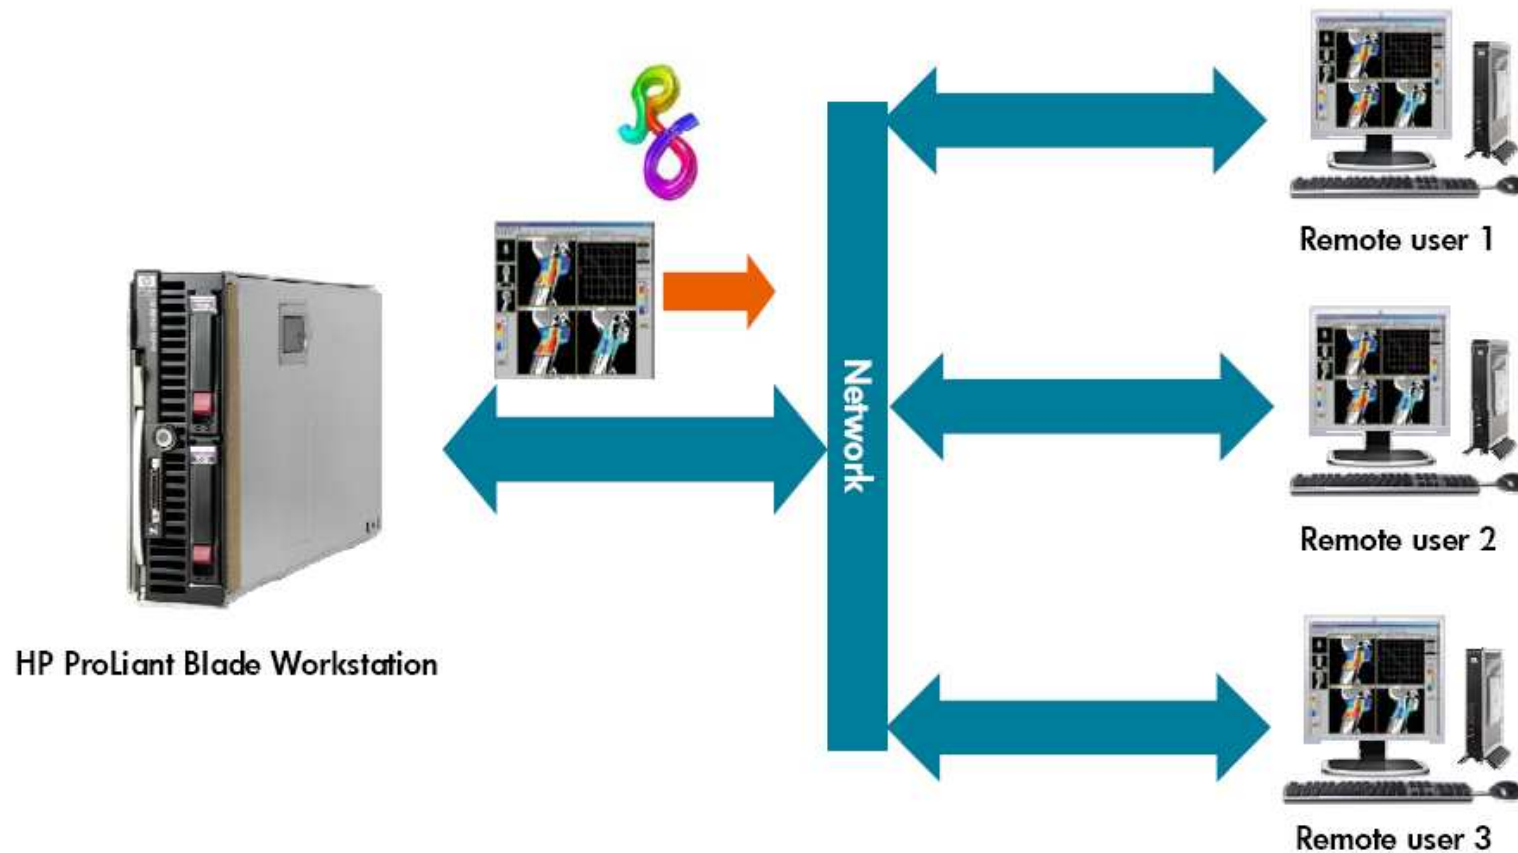 Remote user 1
Network
Remote user 2
HP ProLiant Blade Workstation
Remote user 3